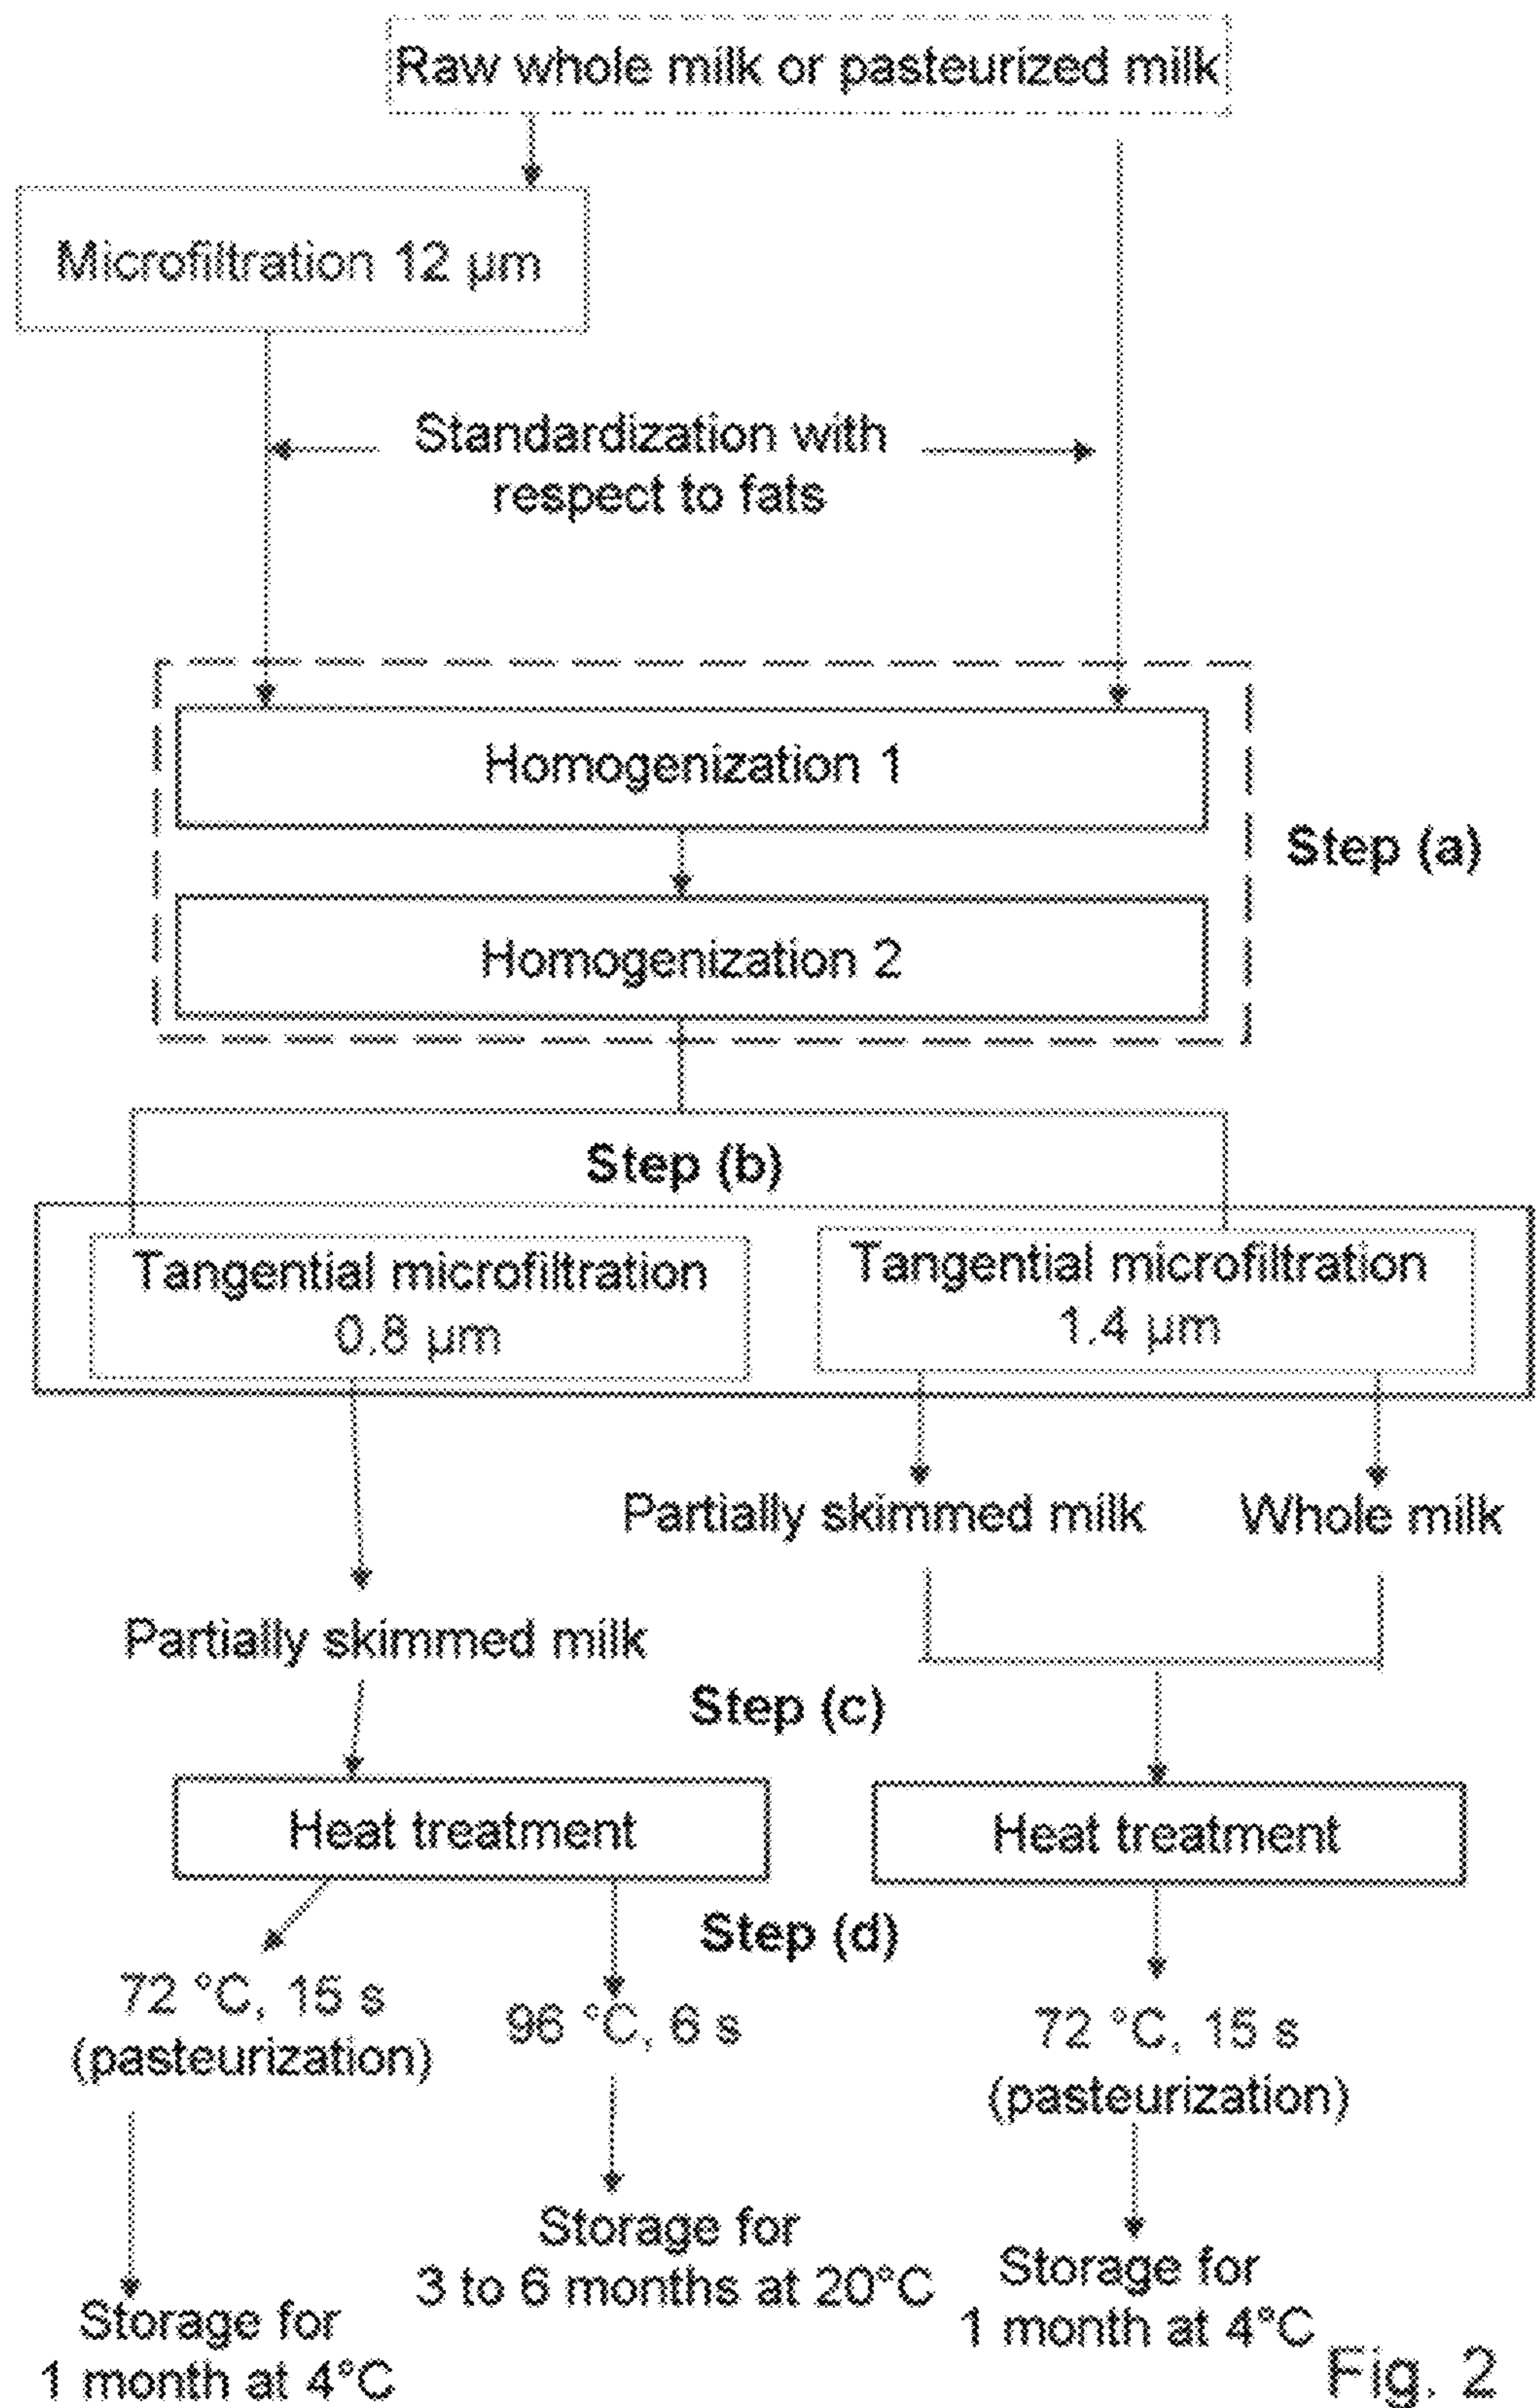 Raw whole milk or pasteurized milk
Microfiltration 12 µm
Standardization with
respect to fats
Homogenization 1
Step (a)
Homogenization 2
Step (b)
Tangential microfiltration
0.8 µm
Tangential microfiltration
1.4 µm
Partially skimmed milk
Whole milk
Partially skimmed milk
Step (c)
Heat treatment
Heat treatment
Step (d)
72 °C, 15 s
(pasteurization)
96 °C, 6 s
72 °C, 15 s
(pasteurization)
Storage for
3 to 6 months at 20°C
Storage for
1 month at 4°C
Storage for
1 month at 4°C
Fig. 2